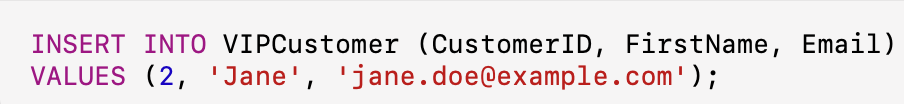 INSERT INTO VIPCustomer (CustomerID, FirstName, Email)
VALUES (2, 'Jane', 'jane.doe@example.com');